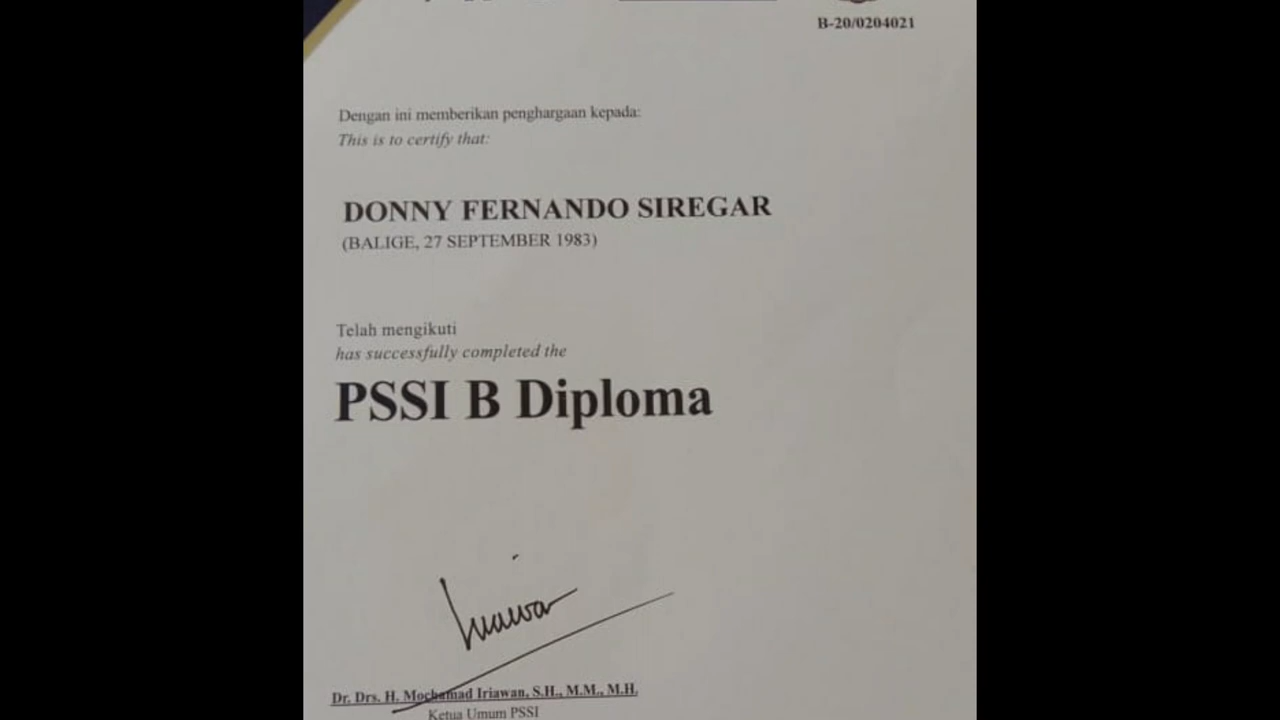 B-20/0204021
Dengan ini memberikan penghargaan kepada:
This is to certify that:
DONNY FERNANDO SIREGAR
(BALIGE, 27 SEPTEMBER 1983)
Telah mengikuti
has successfully completed the
PSSI B Diploma
Dr. Drs. H. Mochamad Iriawan, S.H., M.M., M.H.
Ketua Umum PSSI